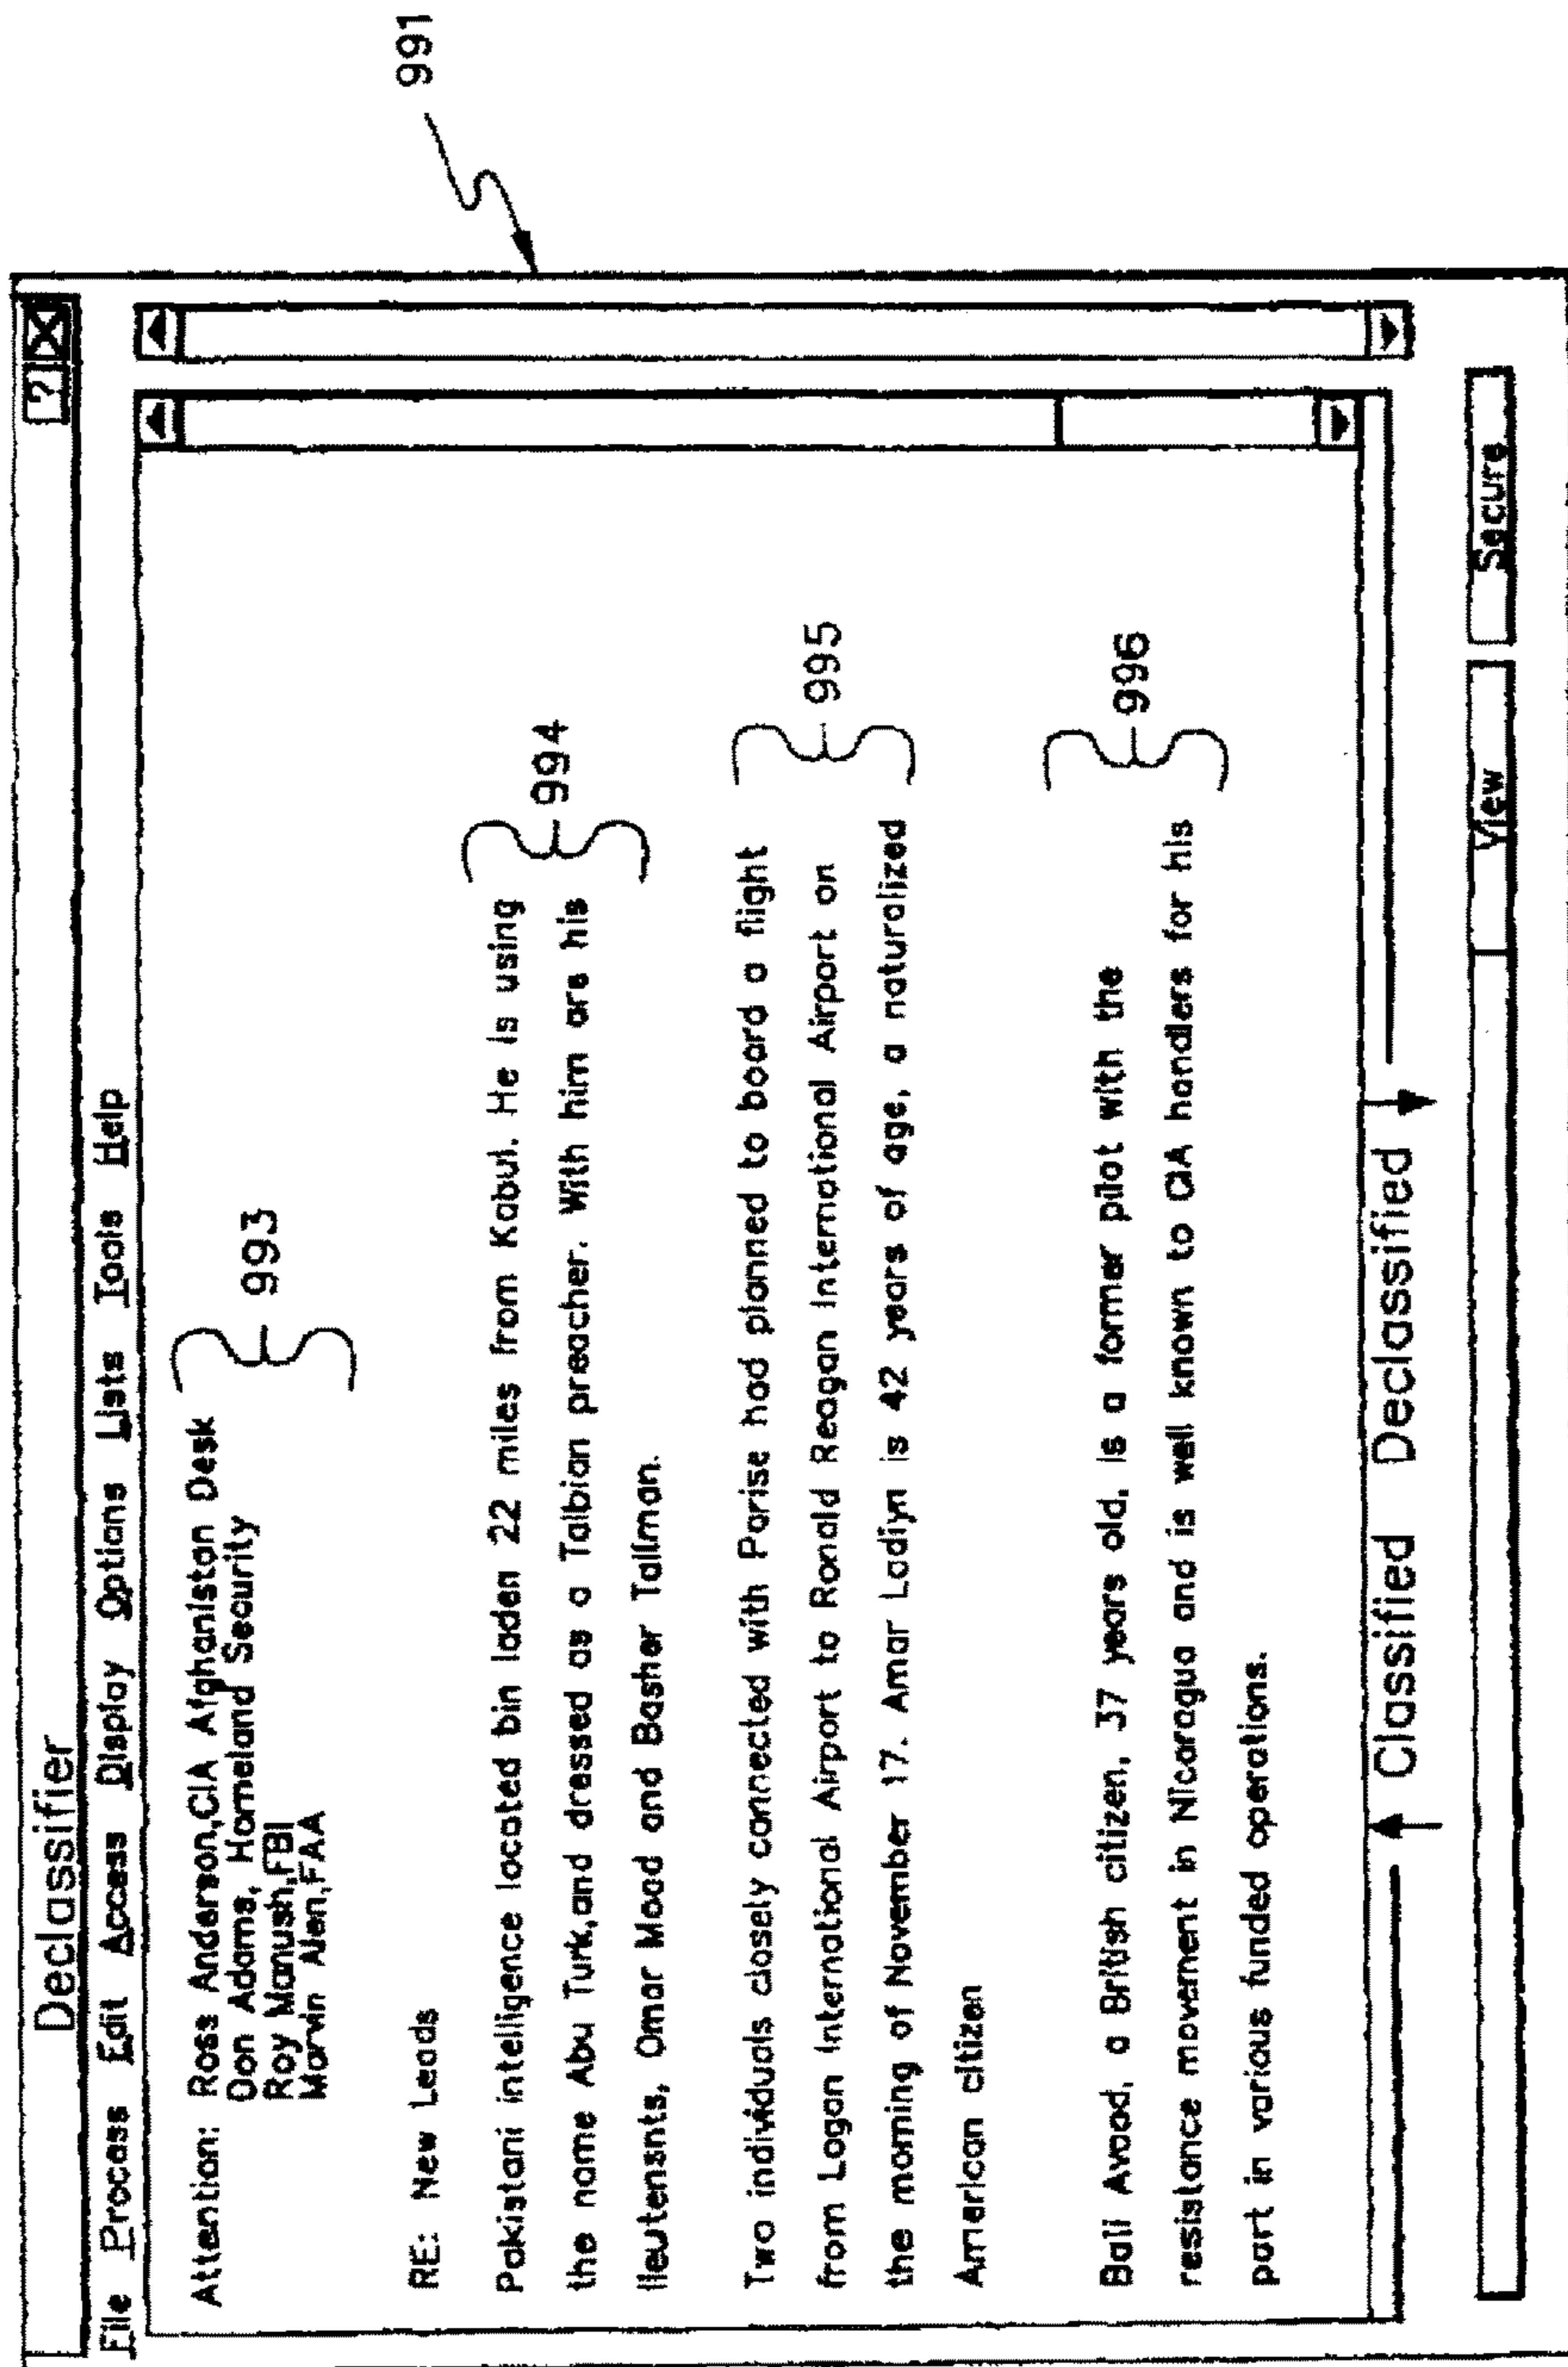 Declassifier
? X
File Process Edit Access Display Options Lists Tools Help
Attention: Ross Anderson,CIA Afghanistan Desk
Don Adams, Homeland Security
Roy Manush,FBI
Marvin Alen,FAA
993
RE: New Leads
Pakistani intelligence located bin laden 22 miles from Kabul. He is using
the name Abu Turk,and dressed as a Talbian preacher. With him are his
lieutenants, Omar Moad and Basher Tallman.
994
Two individuals closely connected with Parise had planned to board a flight
from Logan International Airport to Ronald Reagan International Airport on
the morning of November 17. Amar Ladiyn is 42 years of age, a naturalized
American citizen
995
Ball Avood, a British citizen, 37 years old, is a former pilot with the
resistance movement in Nicaragua and is well known to CIA handlers for his
part in various funded operations.
996
Classified Declassified
View Secure
991